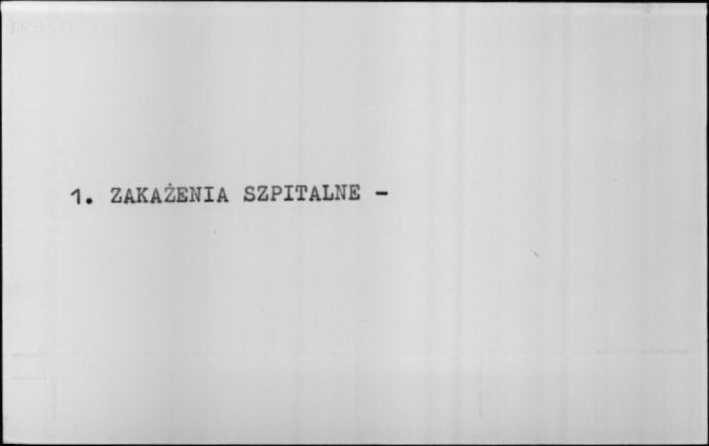 1. ZAKAŻENIA SZPITALNE -